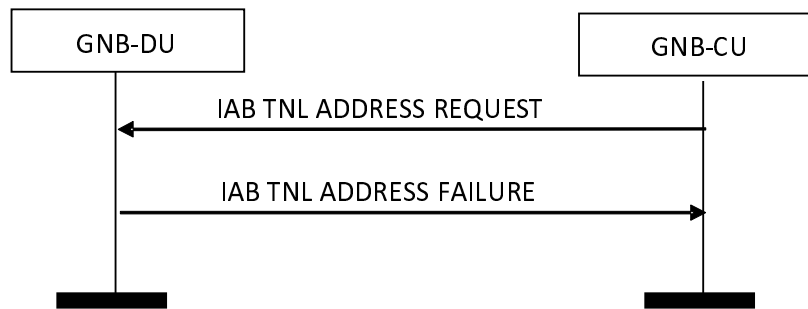 GNB-DU
GNB-CU
IAB TNL ADDRESS REQUEST
IAB TNL ADDRESS FAILURE